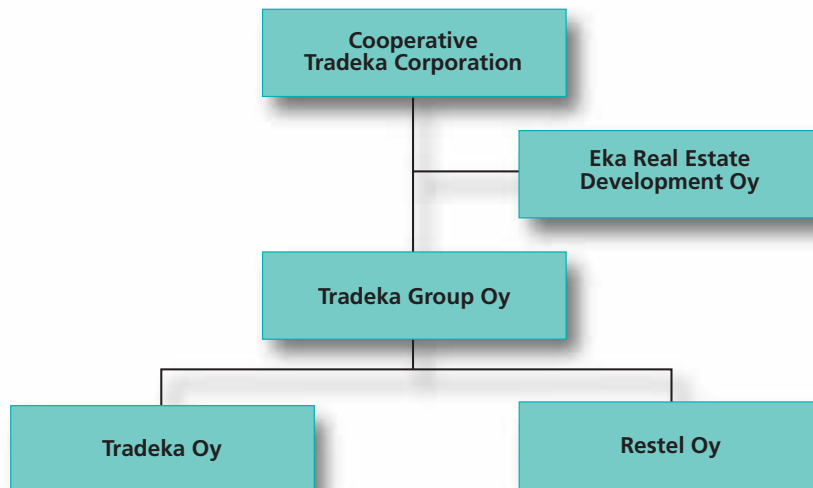 Cooperative
Tradeka Corporation
Eka Real Estate
Development Oy
Tradeka Group Oy
Tradeka Oy
Restel Oy